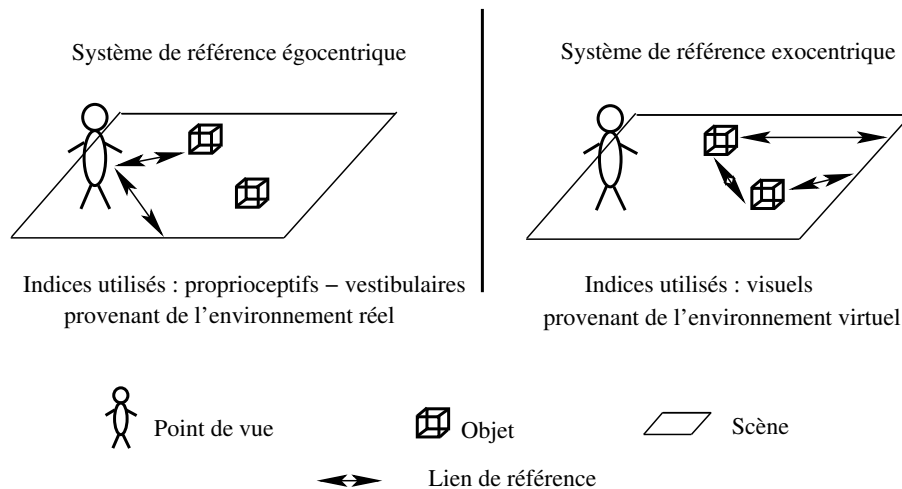 Système de référence égocentrique
Système de référence exocentrique
Indices utilisés : proprioceptifs – vestibulaires
provenant de l'environnement réel
Indices utilisés : visuels
provenant de l'environnement virtuel
Point de vue
Objet
Scène
Lien de référence